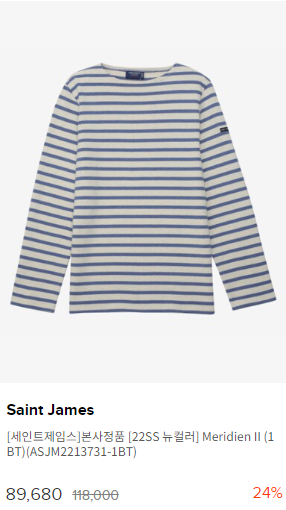 Saint James
[세인트제임스]본사정품 [22SS 뉴컬러] Meridien II (1
BT)(ASJM2213731-1BT)
89,680 118,000 24%